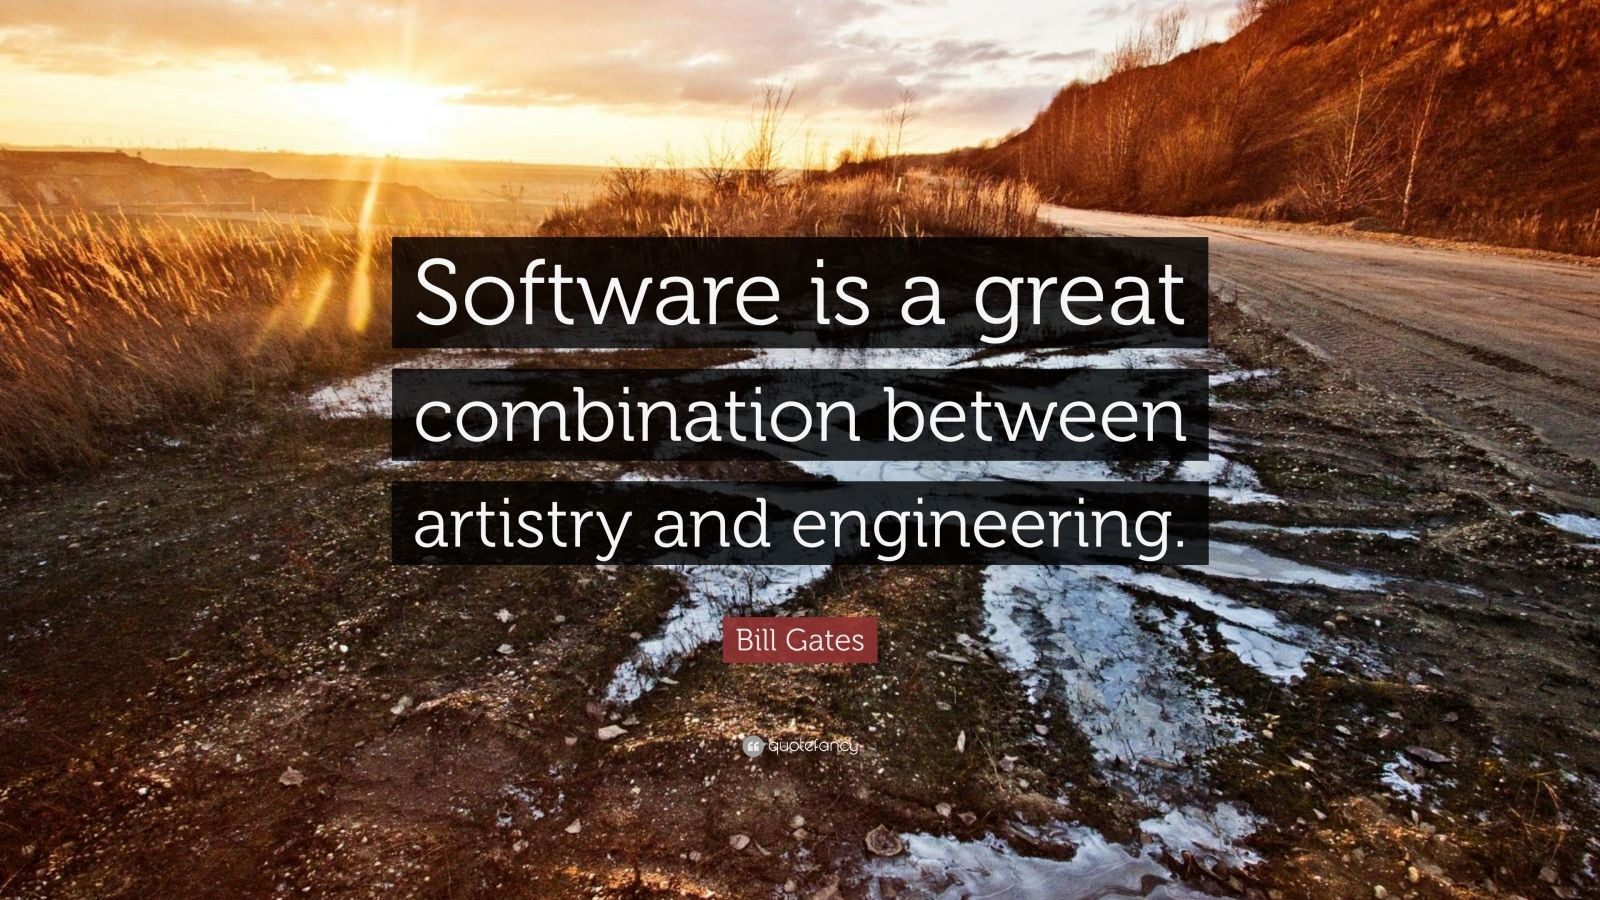 Software is a great
combination between
artistry and engineering.
Bill Gates
quotefancy